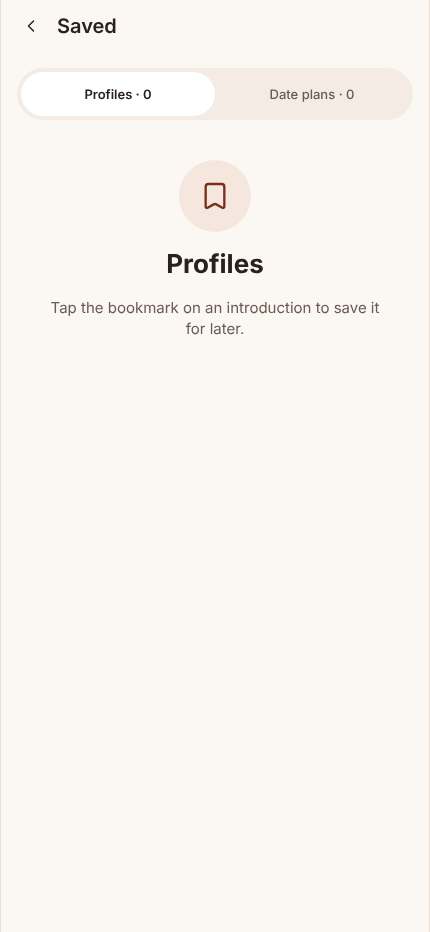 Saved
Profiles · 0
Date plans · 0
Profiles
Tap the bookmark on an introduction to save it
for later.